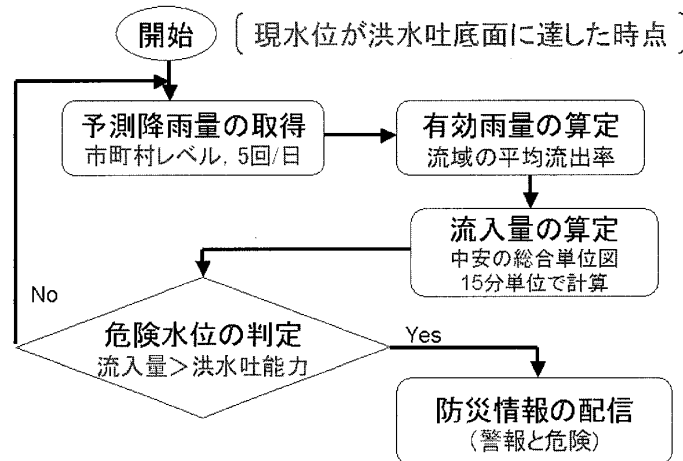 開始
〔現水位が洪水吐底面に達した時点〕
予測降雨量の取得
市町村レベル, 5回/日
有効雨量の算定
流域の平均流出率
流入量の算定
中安の総合単位図
15分単位で計算
No
危険水位の判定
流入量＞洪水吐能力
Yes
防災情報の配信
(警報と危険)